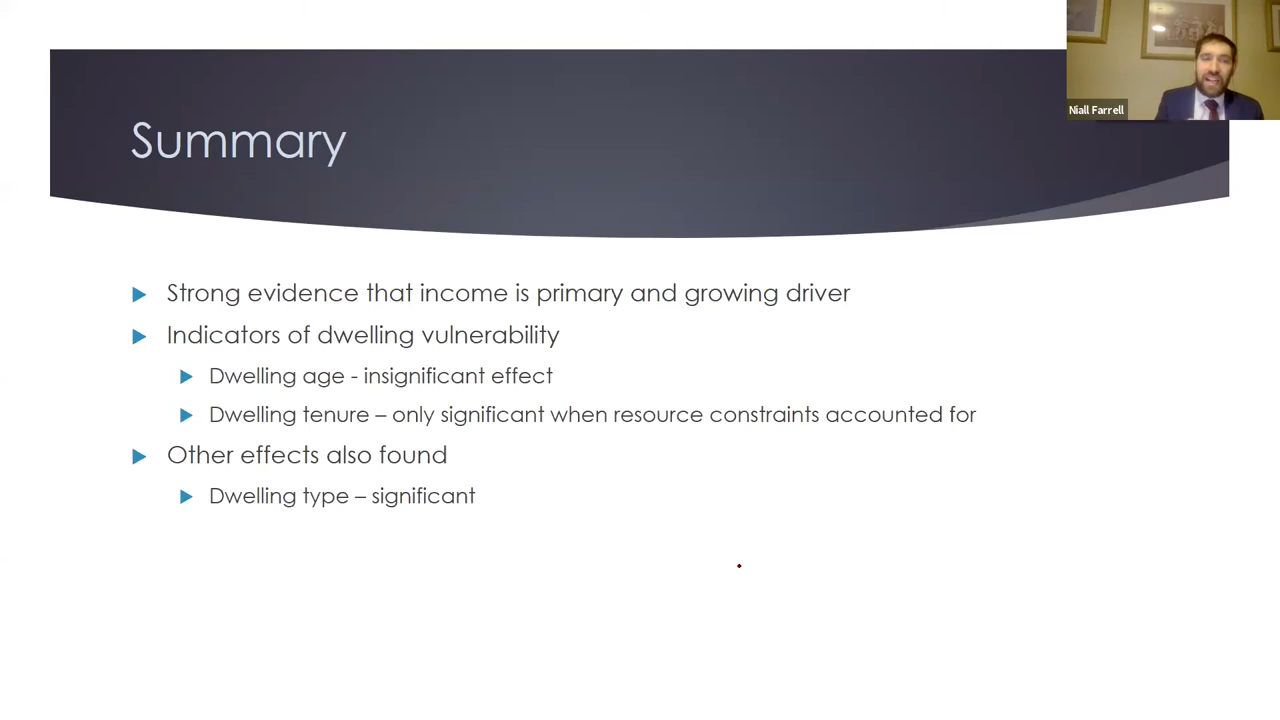 Summary
Niall Farrell
Strong evidence that income is primary and growing driver
Indicators of dwelling vulnerability
Dwelling age - insignificant effect
Dwelling tenure – only significant when resource constraints accounted for
Other effects also found
Dwelling type – significant